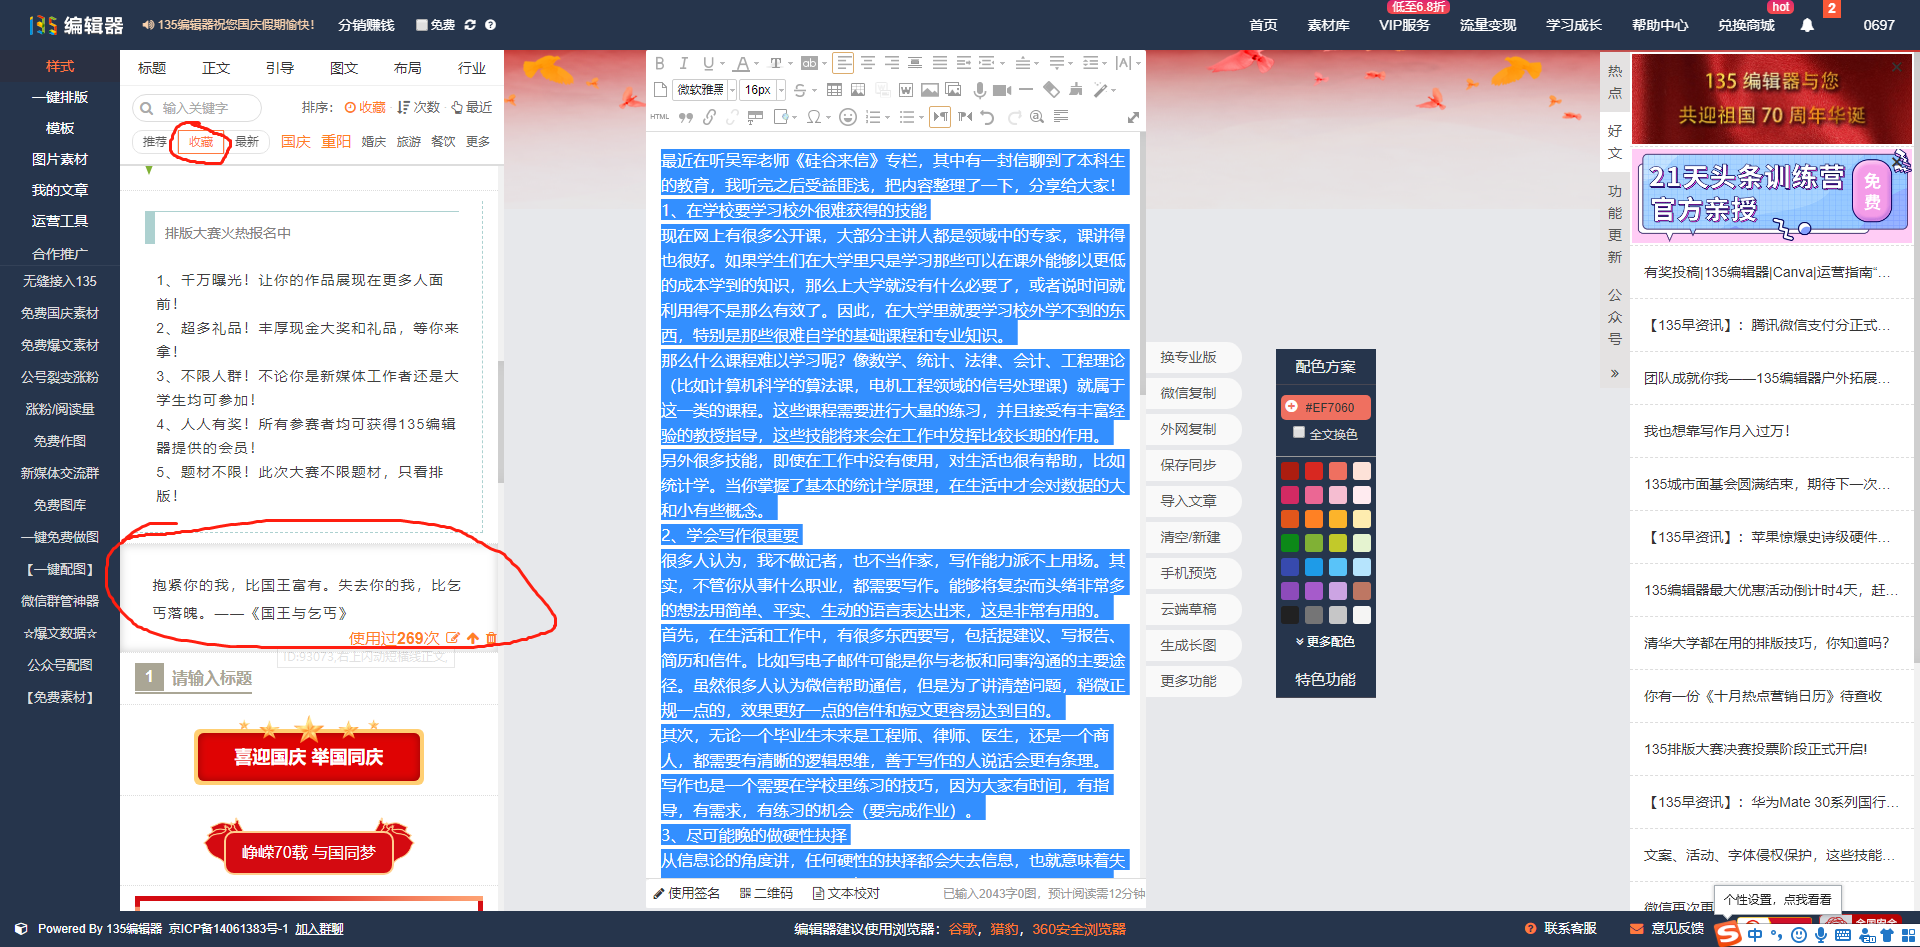 135 编辑器
135编辑器祝您国庆假期愉快!
分销赚钱
免费
首页
素材库
低至6.8折
VIP服务
流量变现
学习成长
帮助中心
hot
兑换商城
2
0697
样式
一键排版
模板
图片素材
我的文章
运营工具
合作推广
无缝接入135
免费国庆素材
免费爆文素材
公号裂变涨粉
涨粉/阅读量
免费作图
新媒体交流群
免费图库
一键免费做图
【一键配图】
微信群管神器
☆爆文数据☆
公众号配图
【免费素材】
标题 正文 引导 图文 布局 行业
输入关键字
排序: 收藏 次数 最近
推荐 收藏 最新 国庆 重阳 婚庆 旅游 餐饮 更多
排版大赛火热报名中
1、千万曝光！让你的作品展现在更多人面
前！
2、超多礼品！丰厚现金大奖和礼品，等你来
拿！
3、不限人群！不论你是新媒体工作者还是大
学生均可参加！
4、人人有奖！所有参赛者均可获得135编辑
器提供的会员！
5、题材不限！此次大赛不限题材，只看排
版！
抱紧你的我，比国王富有。失去你的我，比乞
丐落魄。——《国王与乞丐》
使用过269次
1 请输入标题
喜迎国庆 举国同庆
峥嵘70载 与国同梦
微软雅黑 16px
HTML
最近在听吴军老师《硅谷来信》专栏，其中有一封信聊到了本科生
的教育，我听完之后受益匪浅，把内容整理了一下，分享给大家！
1、在学校要学习校外很难获得的技能
现在网上有很多公开课，大部分主讲人都是领域中的专家，课讲得
也很好。如果学生们在大学里只是学习那些可以在课外能够以更低
的成本学到的知识，那么上大学就没有什么必要了，或者说时间就
利用得不是那么有效了。因此，在大学里就要学习校外学不到的东
西，特别是那些很难自学的基础课程和专业知识。
那么什么课程难以学习呢？像数学、统计、法律、会计、工程理论
（比如计算机科学的算法课，电机工程领域的信号处理课）就属于
这一类的课程。这些课程需要进行大量的练习，并且接受有丰富经
验的教授指导，这些技能将来会在工作中发挥比较长期的作用。
另外很多技能，即使在工作中没有使用，对生活也很有帮助，比如
统计学。当你掌握了基本的统计学原理，在生活中才会对数据的大
和小有些概念。
2、学会写作很重要
很多人认为，我不做记者，也不当作家，写作能力派不上用场。其
实，不管你从事什么职业，都需要写作。能够将复杂而头绪非常多
的想法用简单、平实、生动的语言表达出来，这是非常有用的。
首先，在生活和工作中，有很多东西要写，包括提建议、写报告、
简历和信件。比如写电子邮件可能是你与老板和同事沟通的主要途
径。虽然很多人认为微信帮助通信，但是为了讲清楚问题，稍微正
规一点的，效果更好一点的信件和短文更容易达到目的。
其次，无论一个毕业生未来是工程师、律师、医生，还是一个商
人，都需要有清晰的逻辑思维，善于写作的人说话会更有条理。
写作也是一个需要在学校里练习的技巧，因为大家有时间，有指
导，有需求，有练习的机会（要完成作业）。
3、尽可能晚的做硬性抉择
从信息论的角度讲，任何硬性的抉择都会失去信息，也就意味着失
使用签名 二维码 文本校对 已输入2043字0图，预计阅读需12分钟
换专业版
微信复制
外网复制
保存同步
导入文章
清空/新建
手机预览
云端草稿
生成长图
更多功能
配色方案
#EF7060
全文换色
更多配色
特色功能
热点
好文
功能更新
公众号
»
135 编辑器与您
共迎祖国 70 周年华诞
21天头条训练营
官方亲授
免费
有奖投稿|135编辑器|Canva|运营指南“...
【135早资讯】：腾讯微信支付分正式...
团队成就你我——135编辑器户外拓展...
我也想靠写作月入过万！
135城市面基会圆满结束，期待下一次...
【135早资讯】：苹果惊爆史诗级硬件...
135编辑器最大优惠活动倒计时4天，赶...
清华大学都在用的排版技巧，你知道吗？
你有一份《十月热点营销日历》待查收
135排版大赛决赛投票阶段正式开启!
【135早资讯】：华为Mate 30系列国行...
文案、活动、字体侵权保护，这些技能...
个性设置，点我看看
Powered By 135编辑器 京ICP备14061383号-1 加入群聊
编辑器建议使用浏览器：谷歌，猎豹，360安全浏览器
联系客服
意见反馈
中